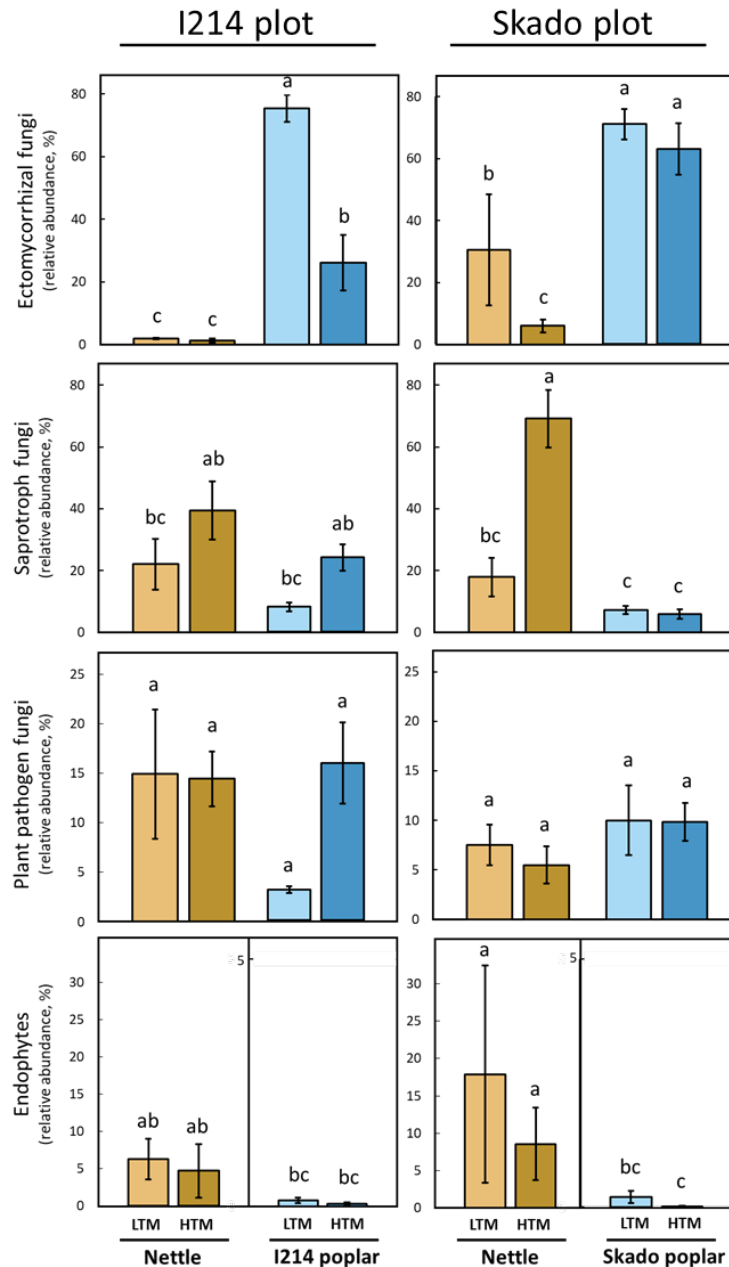 I214 plot
Skado plot
Ectomycorrhizal fungi
(relative abundance, %)
80
60
40
20
0
c
c
a
b
80
60
40
20
0
b
c
a
a
Saprotroph fungi
(relative abundance, %)
80
60
40
20
0
bc
ab
bc
ab
80
60
40
20
0
bc
a
c
c
Plant pathogen fungi
(relative abundance, %)
25
20
15
10
5
0
a
a
a
a
25
20
15
10
5
0
a
a
a
a
Endophytes
(relative abundance, %)
30
25
20
15
10
5
0
ab
ab
5
bc
bc
30
25
20
15
10
5
0
a
a
5
bc
c
LTM HTM LTM HTM
Nettle I214 poplar
LTM HTM LTM HTM
Nettle Skado poplar